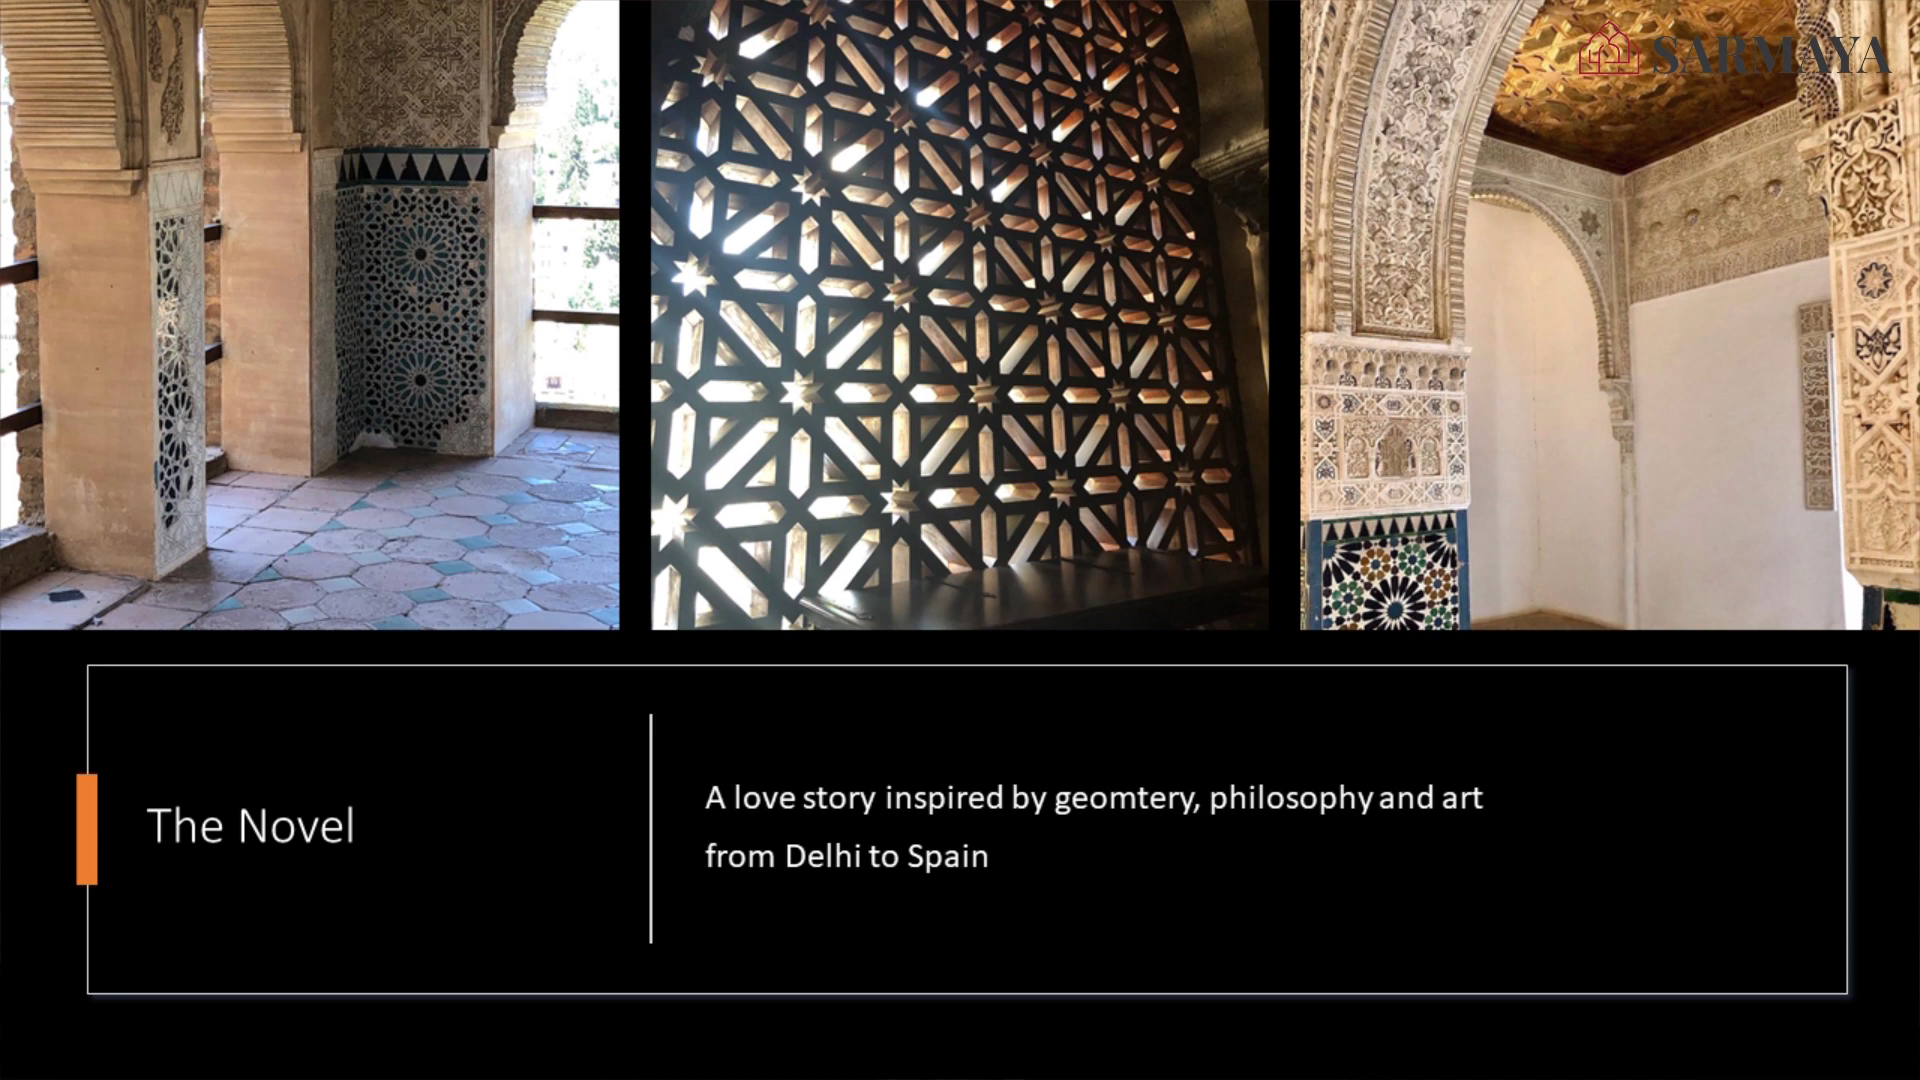 SARMAYA
The Novel
A love story inspired by geomtery, philosophy and art
from Delhi to Spain